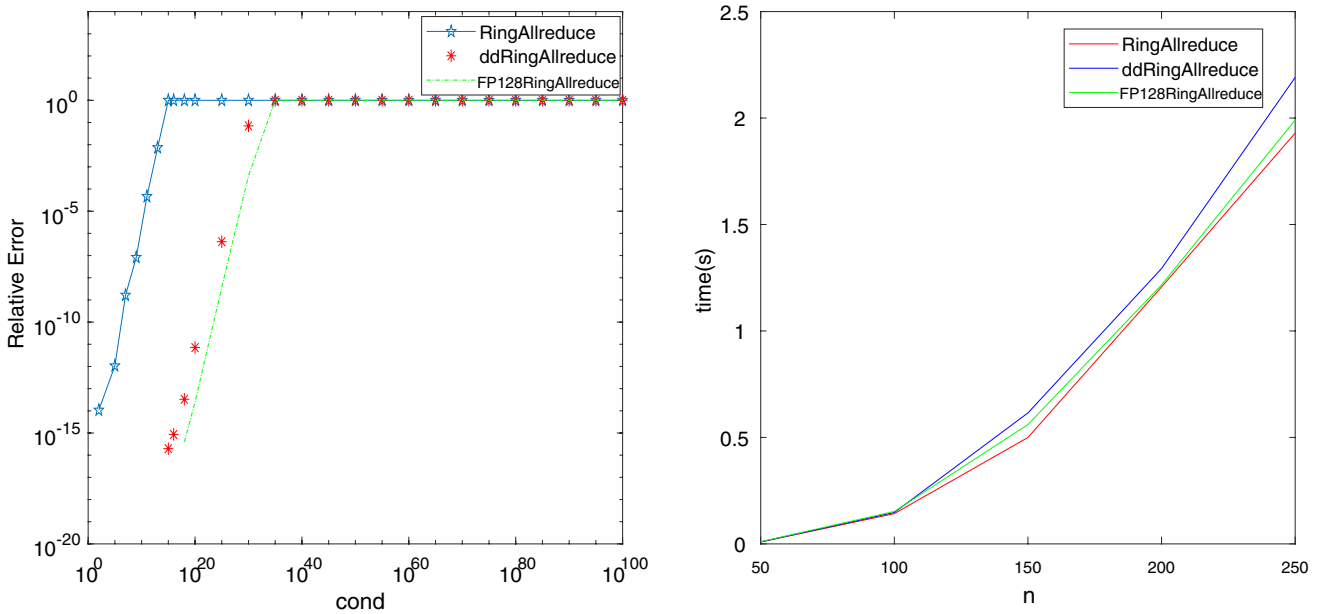 RingAllreduce
ddRingAllreduce
FP128RingAllreduce
10^0
10^-5
10^-10
10^-15
10^-20
Relative Error
10^0
10^20
10^40
10^60
10^80
10^100
cond
RingAllreduce
ddRingAllreduce
FP128RingAllreduce
2.5
2
1.5
1
0.5
0
time(s)
50
100
150
200
250
n